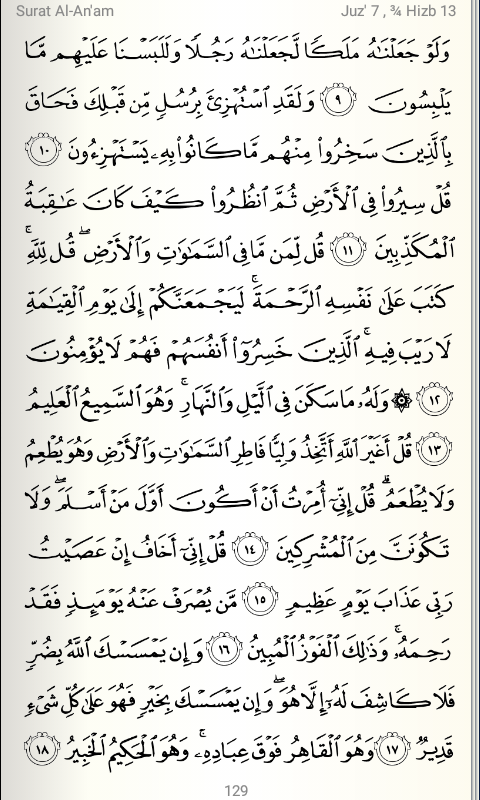 Surat Al-An'am Juz' 7 , ¾ Hizb 13
وَلَوْ جَعَلْنَٰهُ مَلَكًا لَّجَعَلْنَٰهُ رَجُلًا وَلَلَبَسْنَا عَلَيْهِم مَّا
يَلْبِسُونَ ٩ وَلَقَدِ ٱسْتُهْزِئَ بِرُسُلٍ مِّن قَبْلِكَ فَحَاقَ
بِٱلَّذِينَ سَخِرُوا۟ مِنْهُم مَّا كَانُوا۟ بِهِۦ يَسْتَهْزِءُونَ ١٠
قُلْ سِيرُوا۟ فِى ٱلْأَرْضِ ثُمَّ ٱنظُرُوا۟ كَيْفَ كَانَ عَٰقِبَةُ
ٱلْمُكَذِّبِينَ ١١ قُل لِّمَن مَّا فِى ٱلسَّمَٰوَٰتِ وَٱلْأَرْضِ ۖ قُل لِّلَّهِ ۚ
كَتَبَ عَلَىٰ نَفْسِهِ ٱلرَّحْمَةَ ۚ لَيَجْمَعَنَّكُمْ إِلَىٰ يَوْمِ ٱلْقِيَٰمَةِ
لَا رَيْبَ فِيهِ ۚ ٱلَّذِينَ خَسِرُوٓا۟ أَنفُسَهُمْ فَهُمْ لَا يُؤْمِنُونَ
١٢ ۞ وَلَهُۥ مَا سَكَنَ فِى ٱلَّيْلِ وَٱلنَّهَارِ ۚ وَهُوَ ٱلسَّمِيعُ ٱلْعَلِيمُ
١٣ قُلْ أَغَيْرَ ٱللَّهِ أَتَّخِذُ وَلِيًّا فَاطِرِ ٱلسَّمَٰوَٰتِ وَٱلْأَرْضِ وَهُوَ يُطْعِمُ
وَلَا يُطْعَمُ ۗ قُلْ إِنِّىٓ أُمِرْتُ أَنْ أَكُونَ أَوَّلَ مَنْ أَسْلَمَ ۖ وَلَا
تَكُونَنَّ مِنَ ٱلْمُشْرِكِينَ ١٤ قُلْ إِنِّىٓ أَخَافُ إِنْ عَصَيْتُ
رَبِّى عَذَابَ يَوْمٍ عَظِيمٍ ١٥ مَّن يُصْرَفْ عَنْهُ يَوْمَئِذٍ فَقَدْ
رَحِمَهُۥ ۚ وَذَٰلِكَ ٱلْفَوْزُ ٱلْمُبِينُ ١٦ وَإِن يَمْسَسْكَ ٱللَّهُ بِضُرٍّ
فَلَا كَاشِفَ لَهُۥٓ إِلَّا هُوَ ۖ وَإِن يَمْسَسْكَ بِخَيْرٍ فَهُوَ عَلَىٰ كُلِّ شَىْءٍ
قَدِيرٌ ١٧ وَهُوَ ٱلْقَاهِرُ فَوْقَ عِبَادِهِۦ ۚ وَهُوَ ٱلْحَكِيمُ ٱلْخَبِيرُ ١٨
129